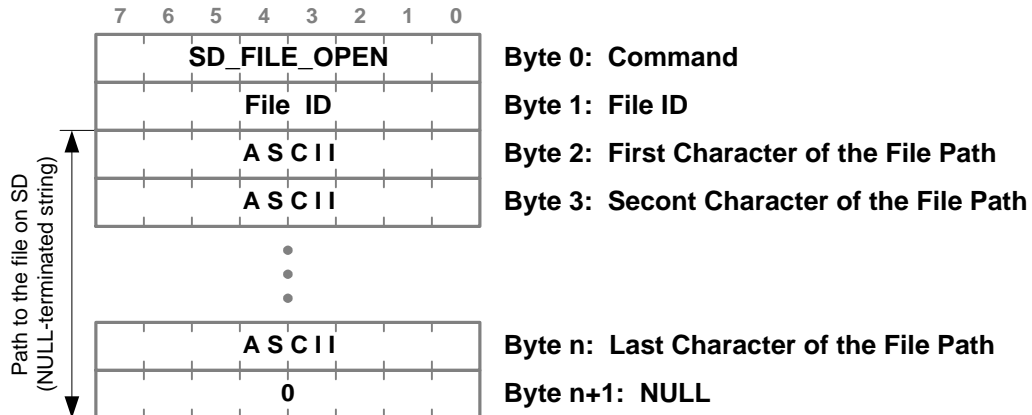 7 6 5 4 3 2 1 0
SD_FILE_OPEN Byte 0: Command
File ID Byte 1: File ID
A S C I I Byte 2: First Character of the File Path
A S C I I Byte 3: Secont Character of the File Path
Path to the file on SD
(NULL-terminated string)
A S C I I Byte n: Last Character of the File Path
0 Byte n+1: NULL